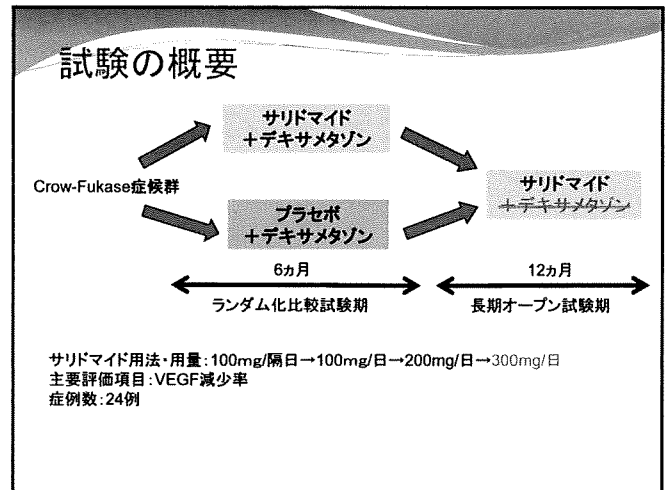 試験の概要
サリドマイド
+デキサメタゾン
Crow-Fukase症候群
サリドマイド
+デキサメタゾン
プラセボ
+デキサメタゾン
6ヵ月
12ヵ月
ランダム化比較試験期
長期オープン試験期
サリドマイド用法・用量:100mg/隔日→100mg/日→200mg/日→300mg/日
主要評価項目:VEGF減少率
症例数:24例